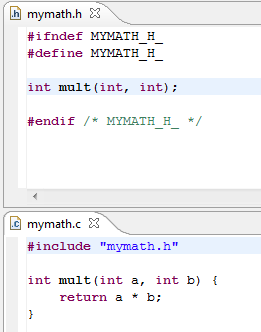 mymath.h
#ifndef MYMATH_H_
#define MYMATH_H_
int mult(int, int);
#endif /* MYMATH_H_ */
mymath.c
#include "mymath.h"
int mult(int a, int b) {
    return a * b;
}